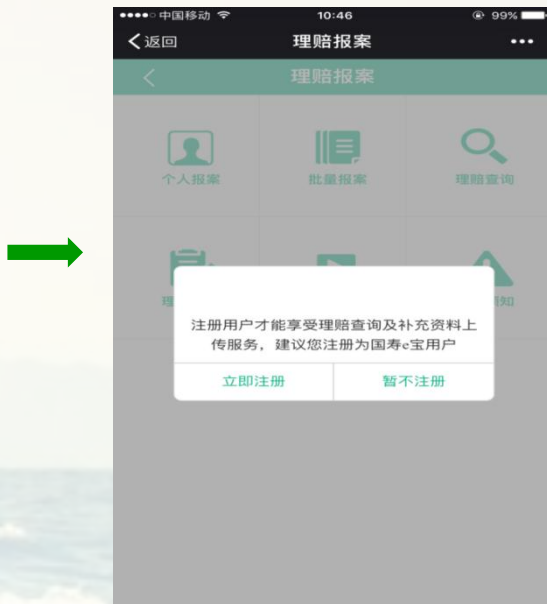 中国移动 10:46 99%
返回 理赔报案
理赔报案
个人报案 批量报案 理赔查询
理 知
注册用户才能享受理赔查询及补充资料上
传服务，建议您注册为国寿e宝用户
立即注册 暂不注册